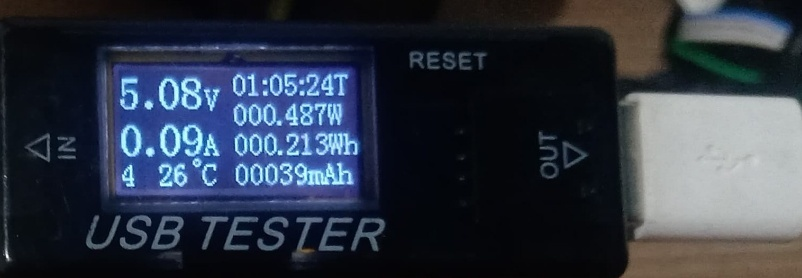 RESET
5.08V 01:05:24T
000.487W
0.09A 000.213Wh
4 26°C 00039mAh
IN
OUT
USB TESTER